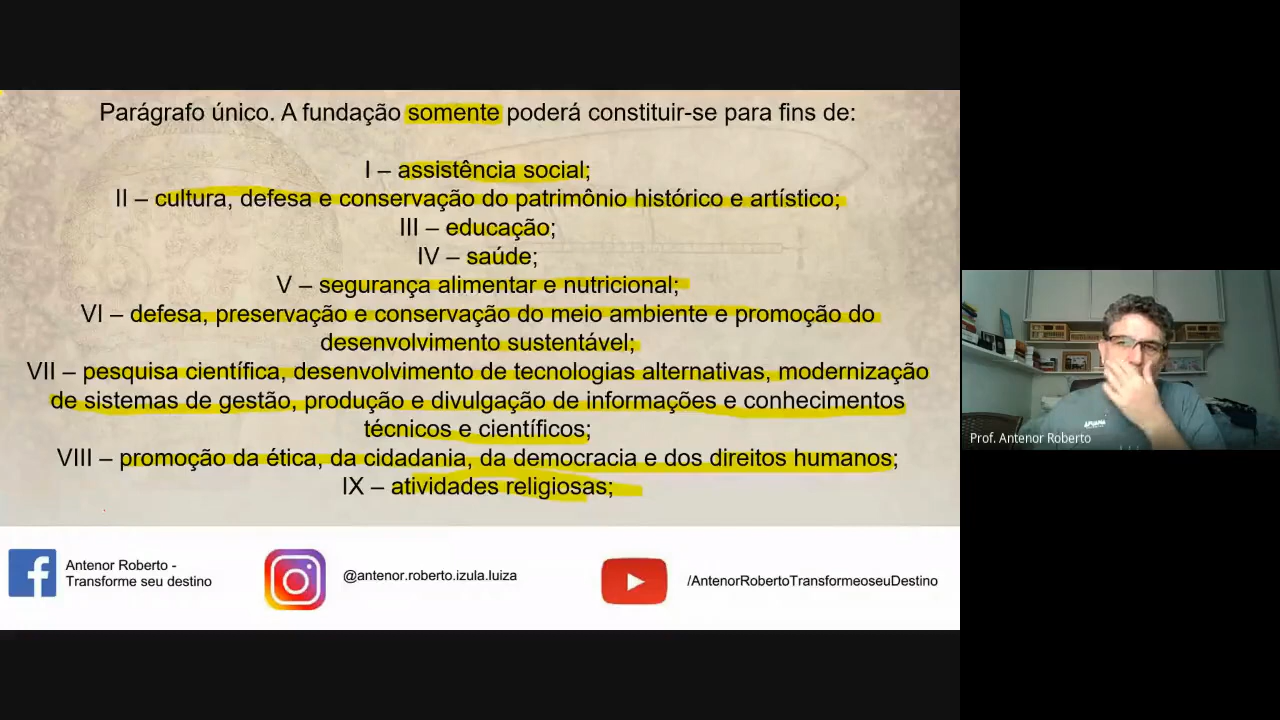 Parágrafo único. A fundação somente poderá constituir-se para fins de:
I – assistência social;
II – cultura, defesa e conservação do patrimônio histórico e artístico;
III – educação;
IV – saúde;
V – segurança alimentar e nutricional;
VI – defesa, preservação e conservação do meio ambiente e promoção do
desenvolvimento sustentável;
VII – pesquisa científica, desenvolvimento de tecnologias alternativas, modernização
de sistemas de gestão, produção e divulgação de informações e conhecimentos
técnicos e científicos;
VIII – promoção da ética, da cidadania, da democracia e dos direitos humanos;
IX – atividades religiosas;
Antenor Roberto -
Transforme seu destino
@antenor.roberto.izula.luiza
/AntenorRobertoTransformeoseuDestino
APUAMA
Prof. Antenor Roberto